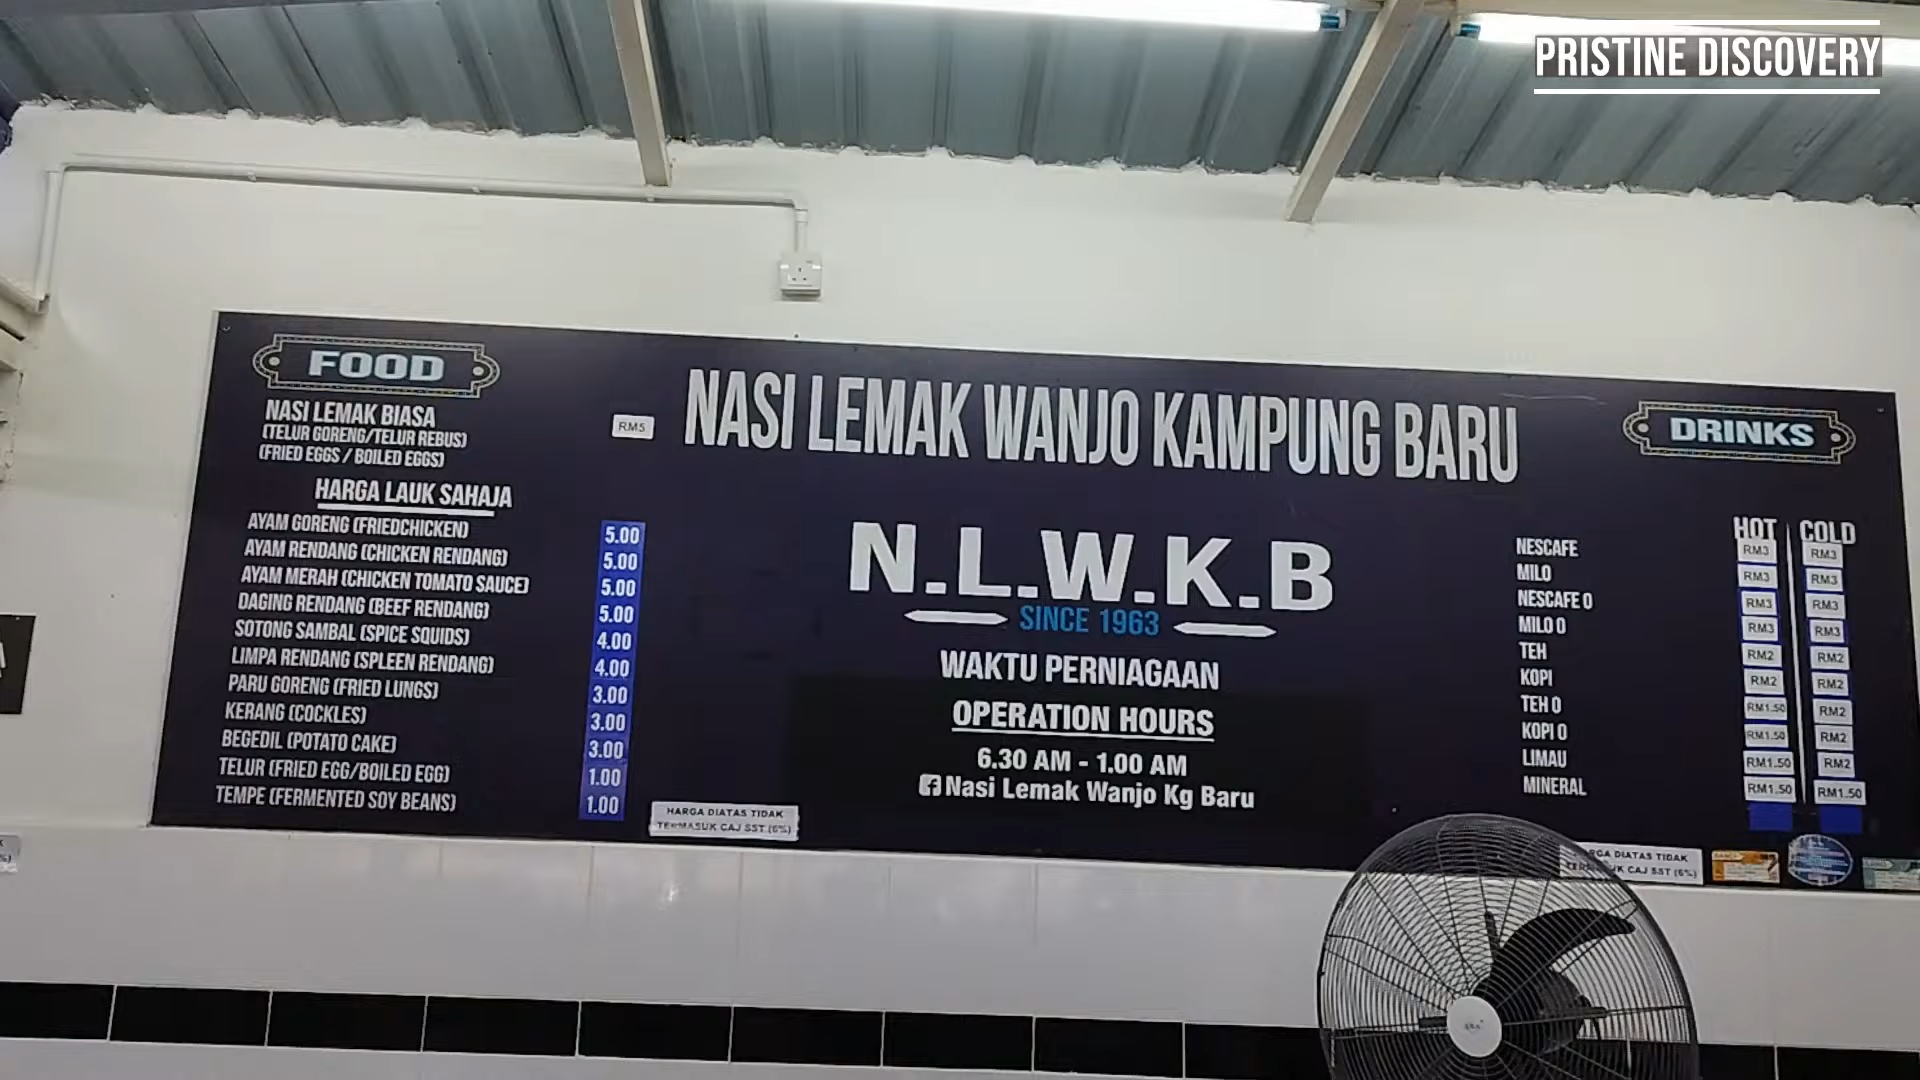 PRISTINE DISCOVERY
FOOD
NASI LEMAK BIASA RM5
(TELUR GORENG/TELUR REBUS)
(FRIED EGGS / BOILED EGGS)
HARGA LAUK SAHAJA
AYAM GORENG (FRIEDCHICKEN) 5.00
AYAM RENDANG (CHICKEN RENDANG) 5.00
AYAM MERAH (CHICKEN TOMATO SAUCE) 5.00
DAGING RENDANG (BEEF RENDANG) 5.00
SOTONG SAMBAL (SPICE SQUIDS) 4.00
LIMPA RENDANG (SPLEEN RENDANG) 4.00
PARU GORENG (FRIED LUNGS) 3.00
KERANG (COCKLES) 3.00
BEGEDIL (POTATO CAKE) 3.00
TELUR (FRIED EGG/BOILED EGG) 1.00
TEMPE (FERMENTED SOY BEANS) 1.00
HARGA DIATAS TIDAK
TERMASUK CAJ SST (6%)
NASI LEMAK WANJO KAMPUNG BARU
N.L.W.K.B
SINCE 1963
WAKTU PERNIAGAAN
OPERATION HOURS
6.30 AM - 1.00 AM
Nasi Lemak Wanjo Kg Baru
DRINKS
HOT COLD
NESCAFE RM3 RM3
MILO RM3 RM3
NESCAFE O RM3 RM3
MILO O RM3 RM3
TEH RM2 RM2
KOPI RM2 RM2
TEH O RM1.50 RM2
KOPI O RM1.50 RM2
LIMAU RM1.50 RM2
MINERAL RM1.50 RM1.50
HARGA DIATAS TIDAK
CAJ SST (6%)